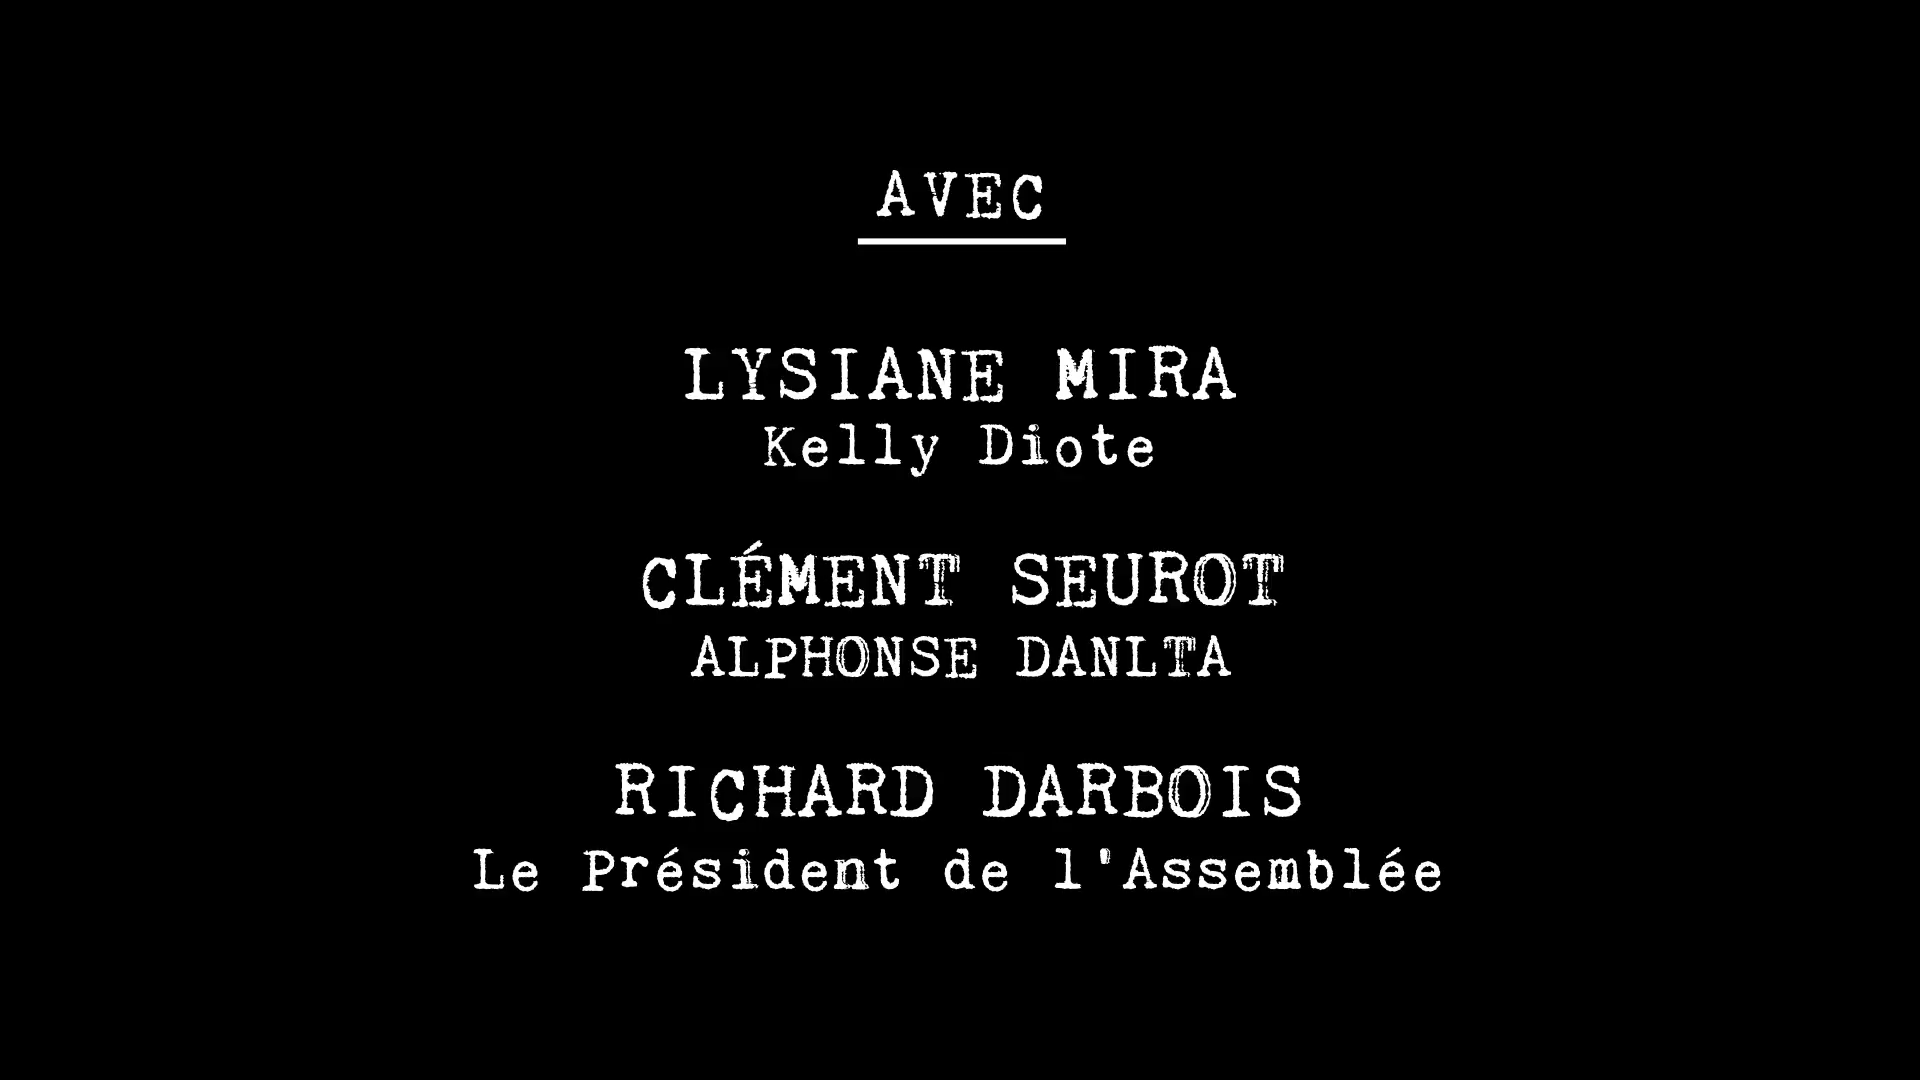 AVEC
LYSIANE MIRA
Kelly Diote
CLÉMENT SEUROT
ALPHONSE DANLTA
RICHARD DARBOIS
Le Président de l'Assemblée